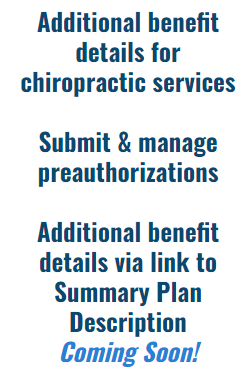 Additional benefit
details for
chiropractic services
Submit & manage
preauthorizations
Additional benefit
details via link to
Summary Plan
Description
Coming Soon!